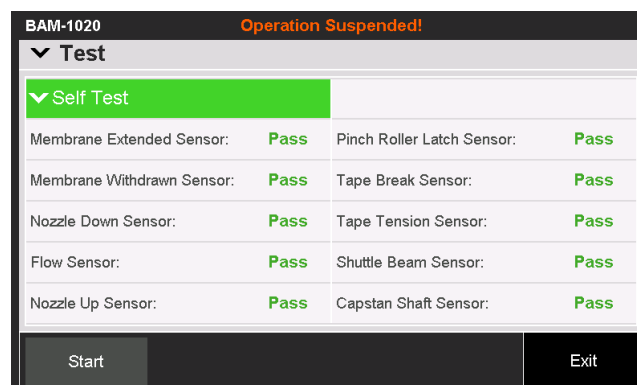 BAM-1020 Operation Suspended!
Test
Self Test
Membrane Extended Sensor: Pass Pinch Roller Latch Sensor: Pass
Membrane Withdrawn Sensor: Pass Tape Break Sensor: Pass
Nozzle Down Sensor: Pass Tape Tension Sensor: Pass
Flow Sensor: Pass Shuttle Beam Sensor: Pass
Nozzle Up Sensor: Pass Capstan Shaft Sensor: Pass
Start Exit